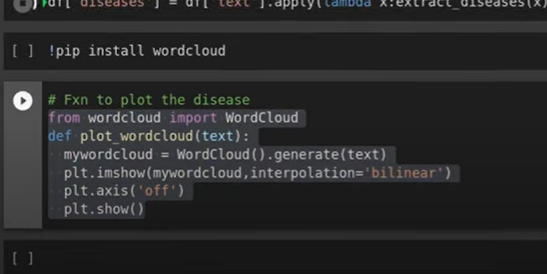 df['diseases'] = df['text'].apply(lambda x:extract_diseases(x)
[ ] !pip install wordcloud
# Fxn to plot the disease
from wordcloud import WordCloud
def plot_wordcloud(text):
mywordcloud = WordCloud().generate(text)
plt.imshow(mywordcloud,interpolation='bilinear')
plt.axis('off')
plt.show()
[ ]